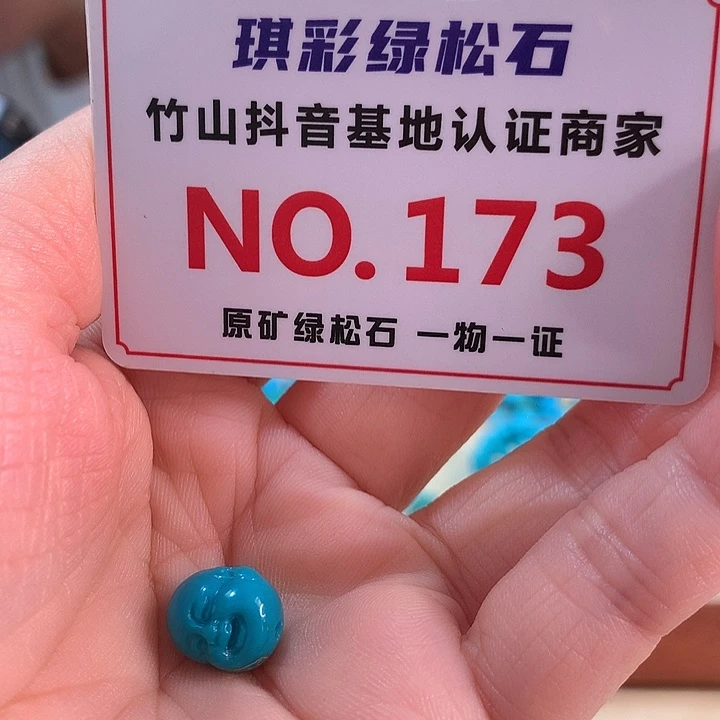 琪彩绿松石
竹山抖音基地认证商家
NO. 173
原矿绿松石 一物一证